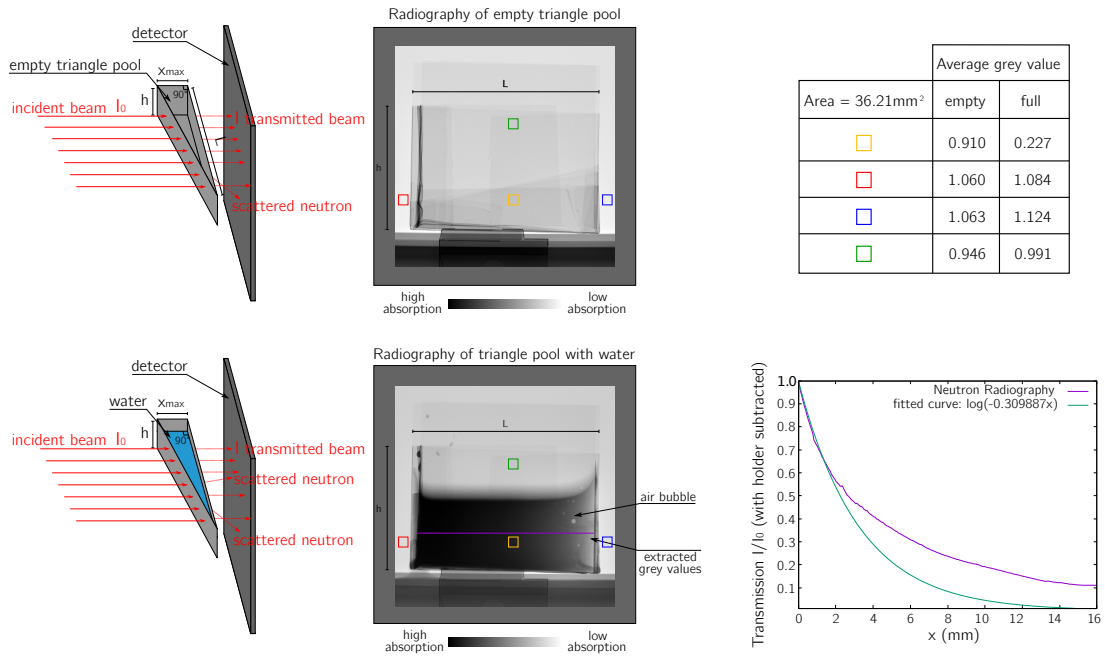 Radiography of empty triangle pool
detector
empty triangle pool
Xmax
90°
h
incident beam I₀
I transmitted beam
L
scattered neutron
L
h
high
absorption
low
absorption
Average grey value
Area = 36.21mm²
empty
full
0.910
0.227
1.060
1.084
1.063
1.124
0.946
0.991
Radiography of triangle pool with water
detector
water
Xmax
90°
h
incident beam I₀
I transmitted beam
scattered neutron
scattered neutron
L
h
air bubble
extracted
grey values
high
absorption
low
absorption
Transmission I/I₀ (with holder subtracted)
1.0
0.9
0.8
0.7
0.6
0.5
0.4
0.3
0.2
0.1
Neutron Radiography
fitted curve: log(-0.309887x)
0 2 4 6 8 10 12 14 16
x (mm)